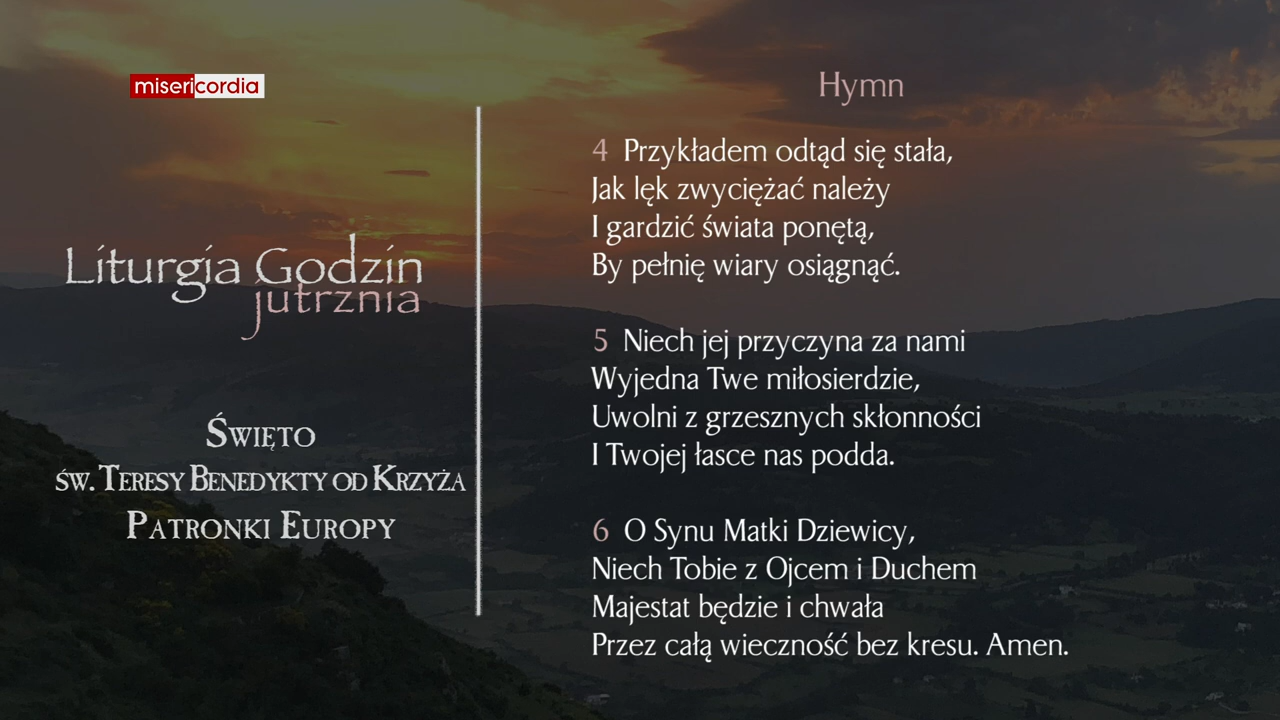 misericordia
Liturgia Godzin
jutrznia
Święto
św. Teresy Benedykty od Krzyża
Patronki Europy
Hymn
4 Przykładem odtąd się stała,
Jak lęk zwyciężać należy
I gardzić świata ponętą,
By pełnię wiary osiągnąć.
5 Niech jej przyczyna za nami
Wyjedna Twe miłosierdzie,
Uwolni z grzesznych skłonności
I Twojej łasce nas podda.
6 O Synu Matki Dziewicy,
Niech Tobie z Ojcem i Duchem
Majestat będzie i chwała
Przez całą wieczność bez kresu. Amen.